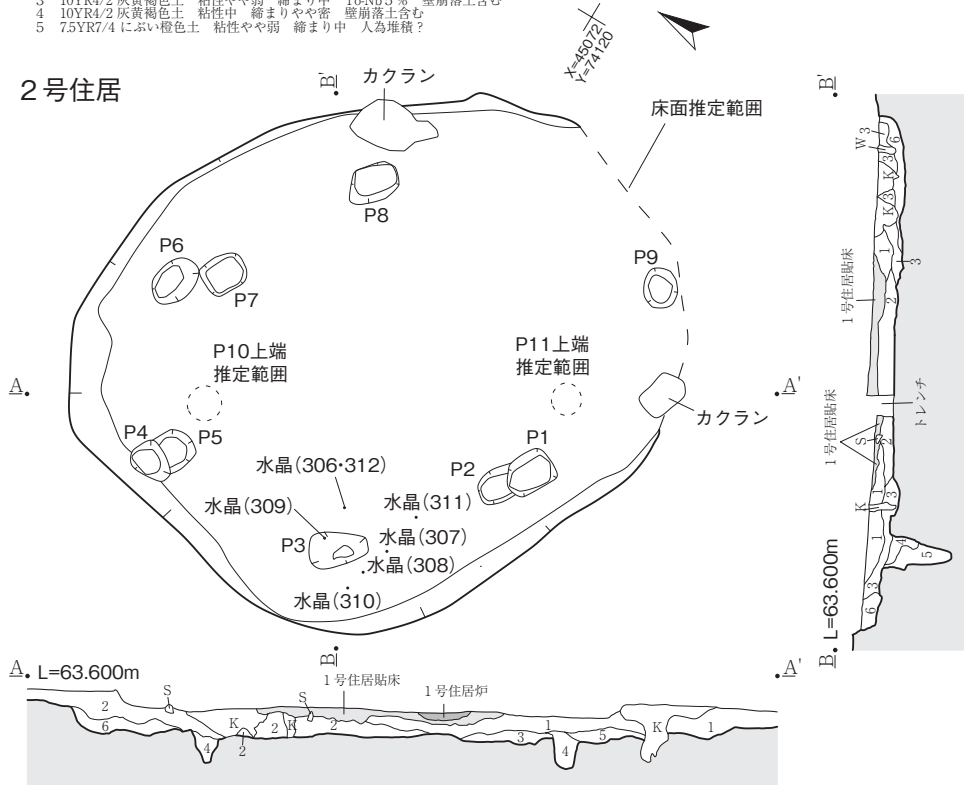 3 10YR4/2 灰黄褐色土 粘性やや弱 締まり中 To-Nb5% 壁崩落土含む
4 10YR4/2 灰黄褐色土 粘性中 締まりやや密 壁崩落土含む
5 7.5YR7/4 にぶい橙色土 粘性やや弱 締まり中 人為堆積?
X=45072
Y=74120
2号住居
B'
カクラン
床面推定範囲
P8
P6
P7
P9
P10上端
推定範囲
P11上端
推定範囲
A
A'
カクラン
P4
P5
P1
P2
水晶(306・312)
水晶(311)
水晶(309)
水晶(307)
P3
水晶(308)
水晶(310)
B
A L=63.600m
A'
1号住居貼床
1号住居炉
S
S
2
6
K
2
K
2
2
4
1
3
5
4
K
1
B'
W
3
6
K
3
K
3
1
3
2
1号住居貼床
トレンチ
1号住居貼床
S
S
2
1
3
K
1
4
5
3
6
B L=63.600m